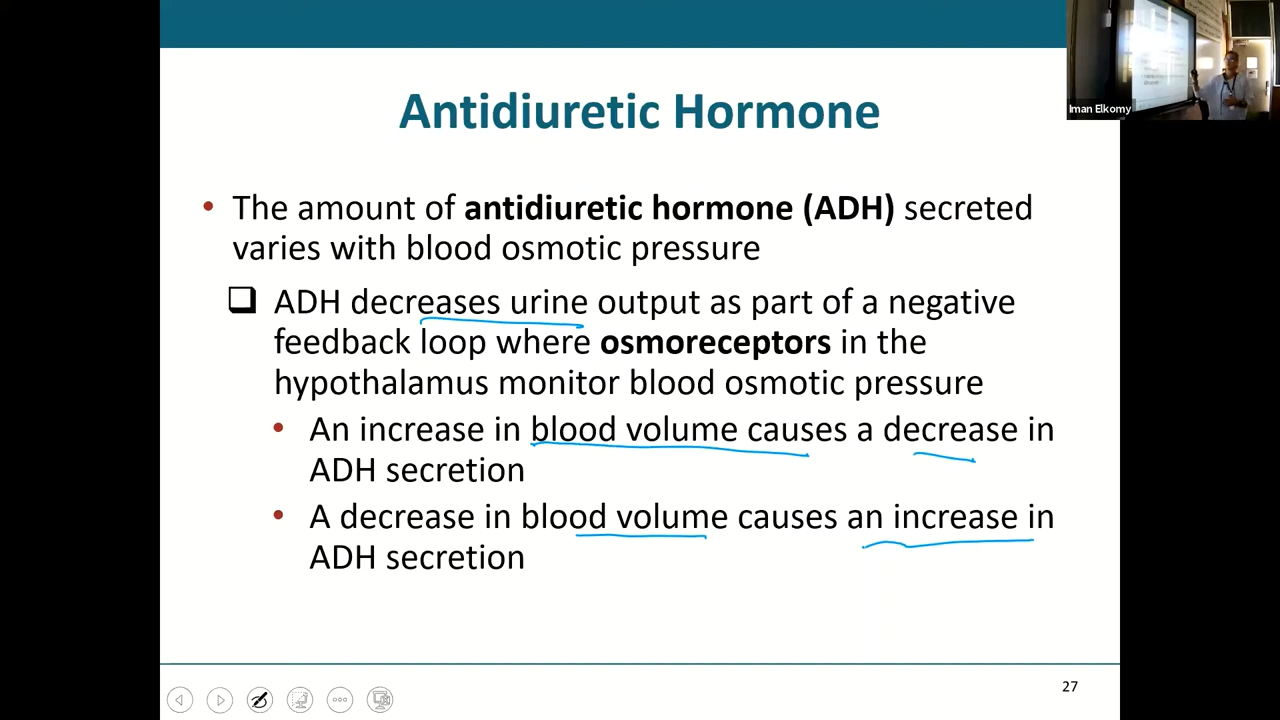 Iman Elkomy
Antidiuretic Hormone
• The amount of antidiuretic hormone (ADH) secreted
varies with blood osmotic pressure
❑ ADH decreases urine output as part of a negative
feedback loop where osmoreceptors in the
hypothalamus monitor blood osmotic pressure
• An increase in blood volume causes a decrease in
ADH secretion
• A decrease in blood volume causes an increase in
ADH secretion
27